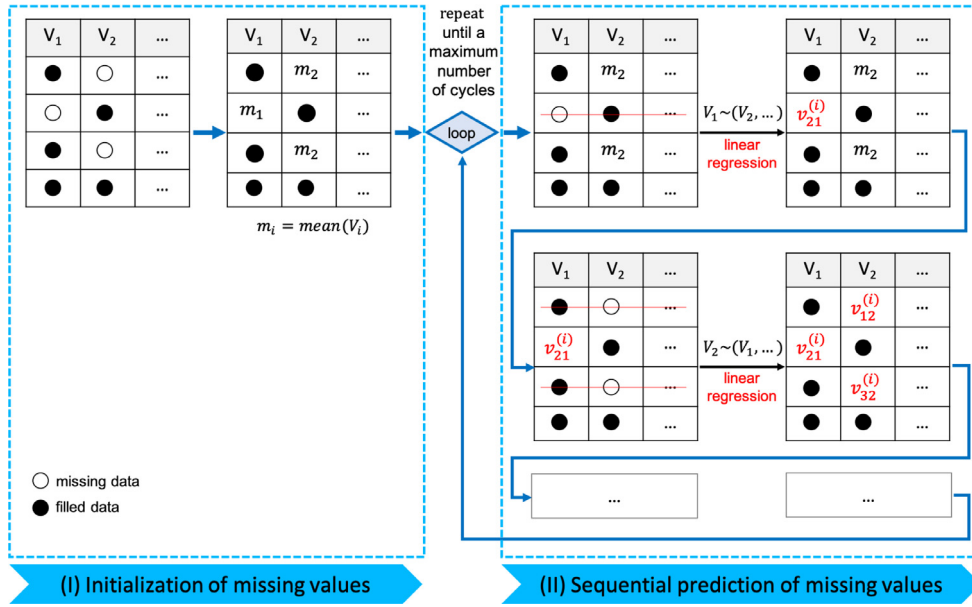 V₁ V₂ ...
...
...
...
...
V₁ V₂ ...
m₂ ...
m₁ ...
m₂ ...
...
mᵢ = mean(Vᵢ)
repeat
until a
maximum
number
of cycles
loop
V₁ V₂ ...
m₂ ...
...
m₂ ...
...
V₁~(V₂, ...)
linear
regression
V₁ V₂ ...
m₂ ...
v₂₁⁽ⁱ⁾ ...
m₂ ...
...
V₁ V₂ ...
...
v₂₁⁽ⁱ⁾ ...
...
...
V₂~(V₁, ...)
linear
regression
V₁ V₂ ...
v₁₂⁽ⁱ⁾ ...
v₂₁⁽ⁱ⁾ ...
v₃₂⁽ⁱ⁾ ...
...
...
...
missing data
filled data
(I) Initialization of missing values
(II) Sequential prediction of missing values